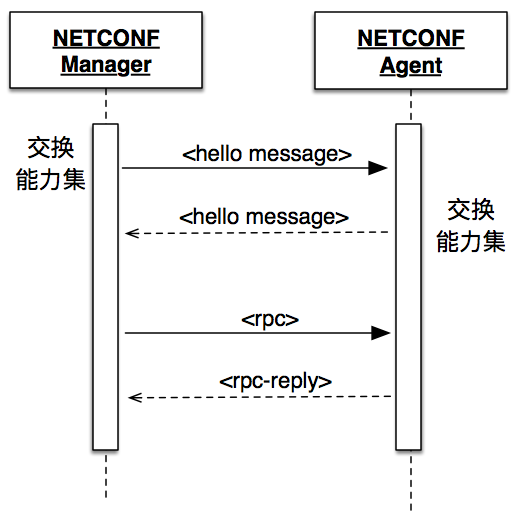 NETCONF
Manager
NETCONF
Agent
交换
能力集
<hello message>
<hello message>
交换
能力集
<rpc>
<rpc-reply>